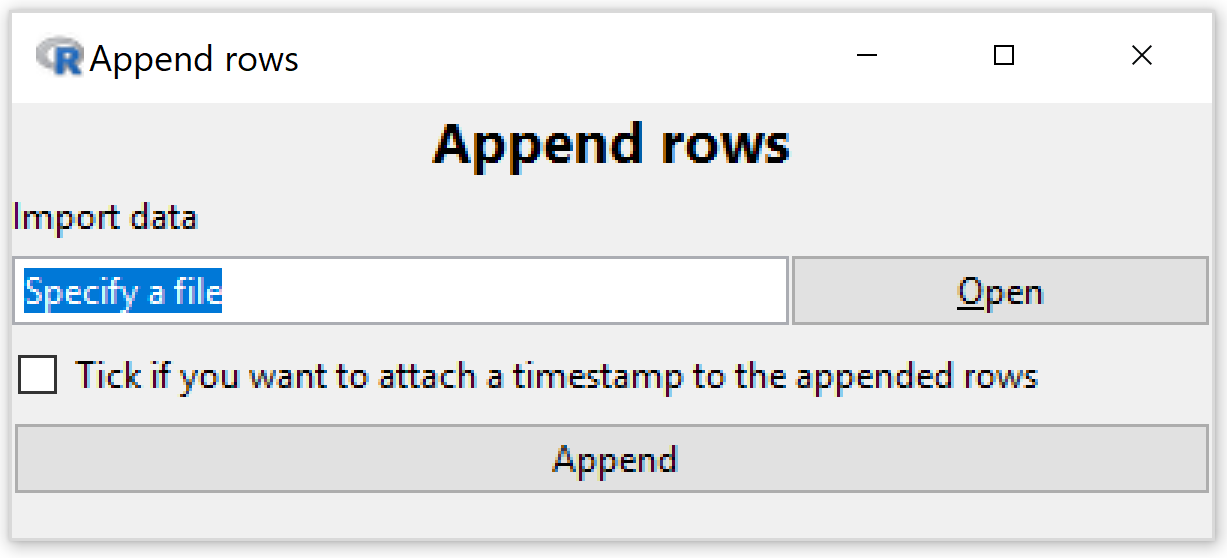 R Append rows
Append rows
Import data
Specify a file Open
Tick if you want to attach a timestamp to the appended rows
Append